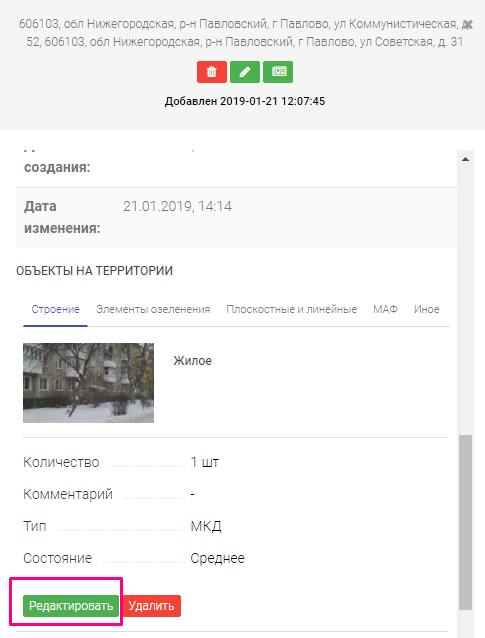 606103, обл Нижегородская, р-н Павловский, г Павлово, ул Коммунистическая,
52, 606103, обл Нижегородская, р-н Павловский, г Павлово, ул Советская, д. 31
Добавлен 2019-01-21 12:07:45
создания:
Дата изменения: 21.01.2019, 14:14
ОБЪЕКТЫ НА ТЕРРИТОРИИ
Строение Элементы озеленения Плоскостные и линейные МАФ Иное
Жилое
Количество 1 шт
Комментарий -
Тип МКД
Состояние Среднее
Редактировать Удалить